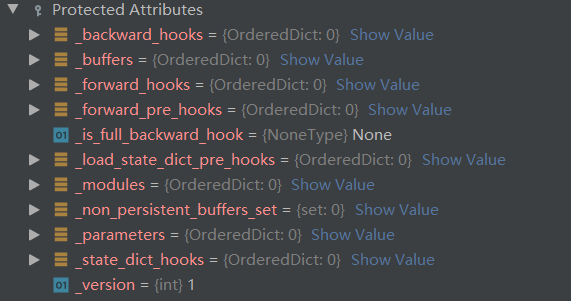 Protected Attributes
_backward_hooks = {OrderedDict: 0} Show Value
_buffers = {OrderedDict: 0} Show Value
_forward_hooks = {OrderedDict: 0} Show Value
_forward_pre_hooks = {OrderedDict: 0} Show Value
01 _is_full_backward_hook = {NoneType} None
_load_state_dict_pre_hooks = {OrderedDict: 0} Show Value
_modules = {OrderedDict: 0} Show Value
_non_persistent_buffers_set = {set: 0} Show Value
_parameters = {OrderedDict: 0} Show Value
_state_dict_hooks = {OrderedDict: 0} Show Value
01 _version = {int} 1